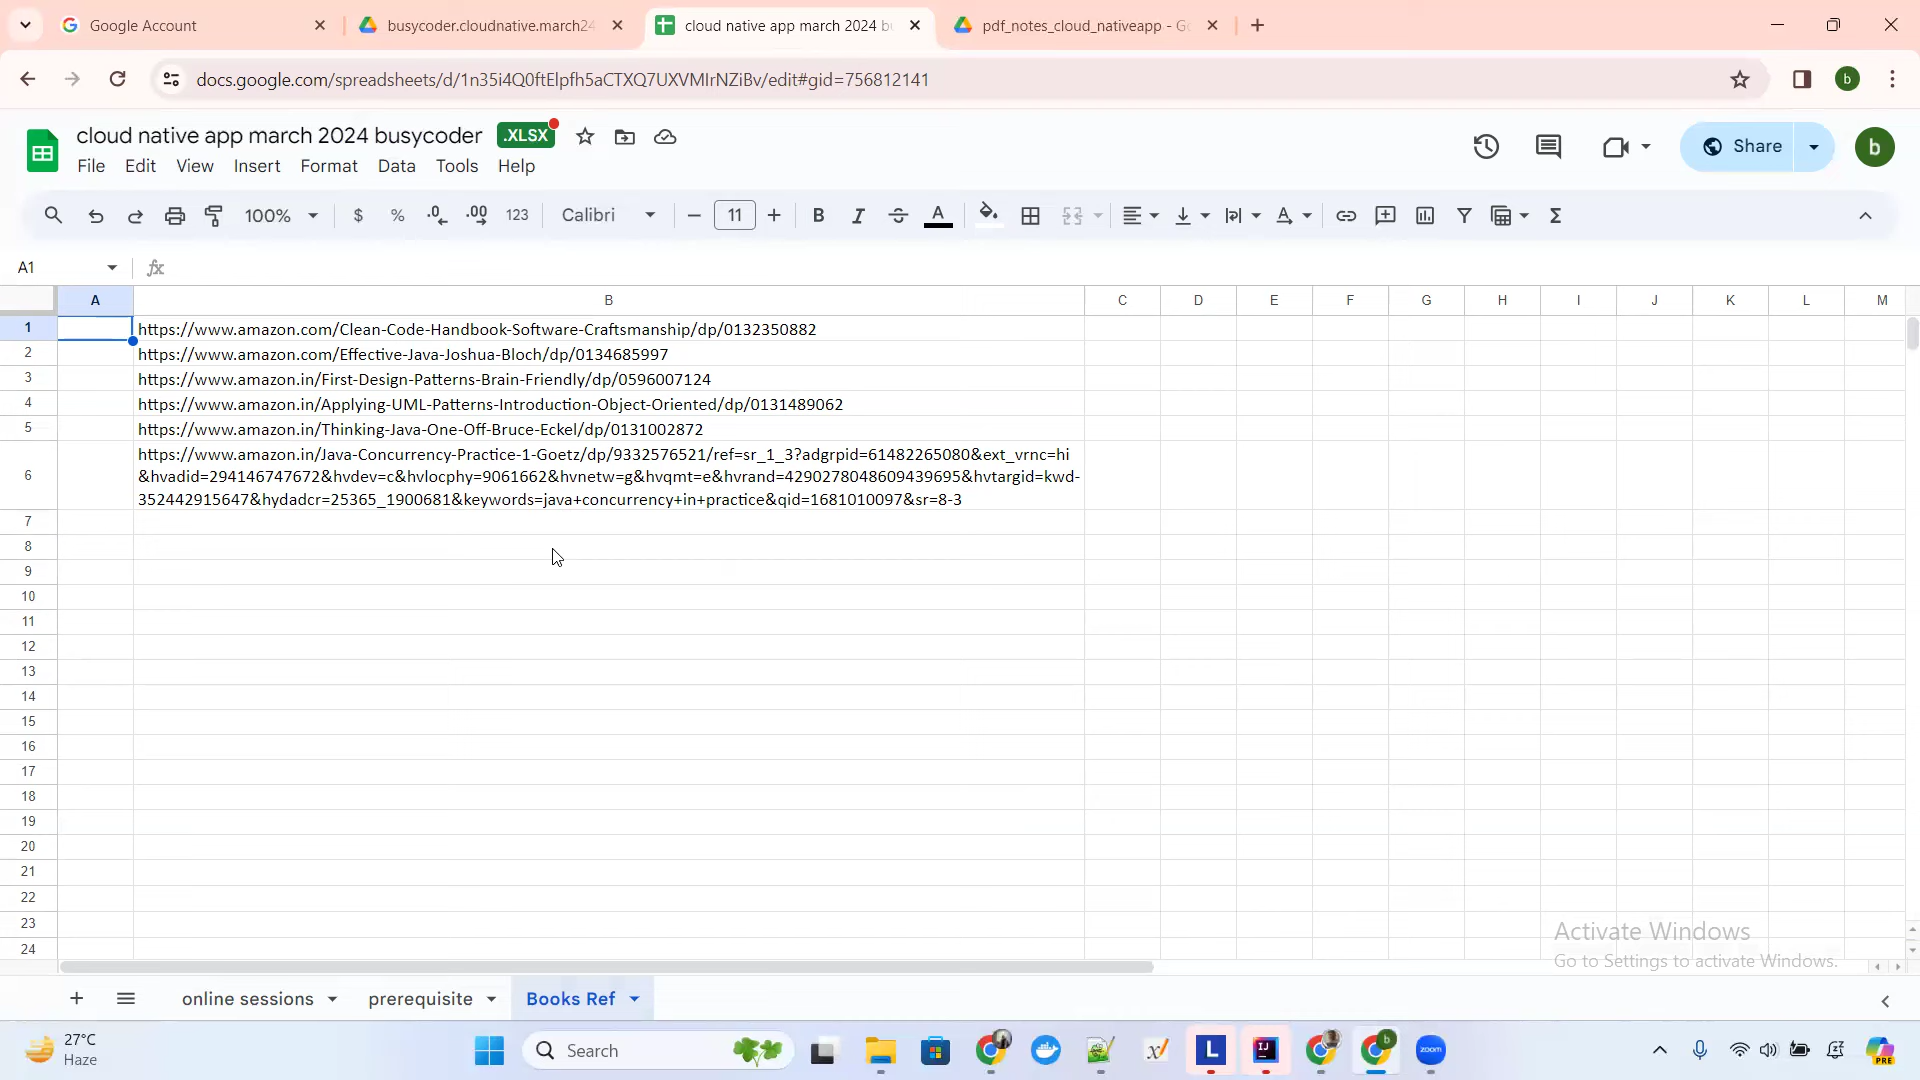 Google Account
busycoder.cloudnative.march24
cloud native app march 2024 b
pdf_notes_cloud_nativeapp - Go
docs.google.com/spreadsheets/d/1n35i4Q0ftElpfh5aCTXQ7UXVMIrNZiBv/edit#gid=756812141
b
cloud native app march 2024 busycoder .XLSX
File Edit View Insert Format Data Tools Help
Share
b
100% $ % .0 .00 123 Calibri 11 B I S A
A1 fx
A B C D E F G H I J K L M
1 https://www.amazon.com/Clean-Code-Handbook-Software-Craftsmanship/dp/0132350882
2 https://www.amazon.com/Effective-Java-Joshua-Bloch/dp/0134685997
3 https://www.amazon.in/First-Design-Patterns-Brain-Friendly/dp/0596007124
4 https://www.amazon.in/Applying-UML-Patterns-Introduction-Object-Oriented/dp/0131489062
5 https://www.amazon.in/Thinking-Java-One-Off-Bruce-Eckel/dp/0131002872
https://www.amazon.in/Java-Concurrency-Practice-1-Goetz/dp/9332576521/ref=sr_1_3?adgrpid=61482265080&ext_vrnc=hi
6 &hvadid=294146747672&hvdev=c&hvlocphy=9061662&hvnetw=g&hvqmt=e&hvrand=4290278048609439695&hvtargid=kwd-
352442915647&hydadcr=25365_1900681&keywords=java+concurrency+in+practice&qid=1681010097&sr=8-3
7
8
9
10
11
12
13
14
15
16
17
18
19
20
21
22
23
24
Activate Windows
Go to Settings to activate Windows.
online sessions prerequisite Books Ref
27°C
Haze
Search
L
IJ
b
zoom
PRE